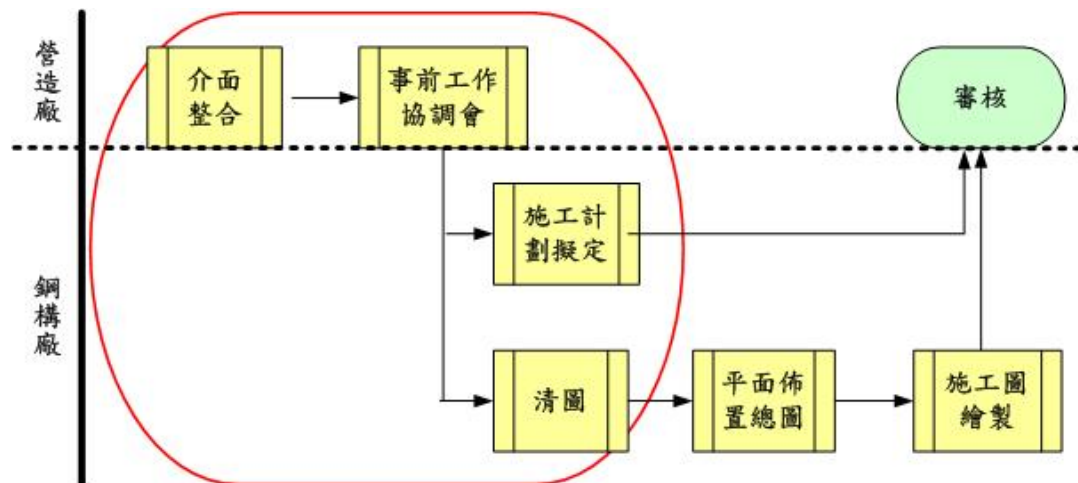 營造廠
介面
整合
事前工作
協調會
審核
鋼構廠
施工計
劃擬定
清圖
平面佈
置總圖
施工圖
繪製